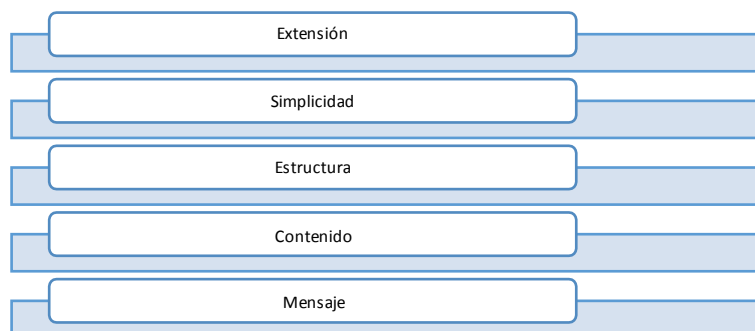 Extensión
Simplicidad
Estructura
Contenido
Mensaje